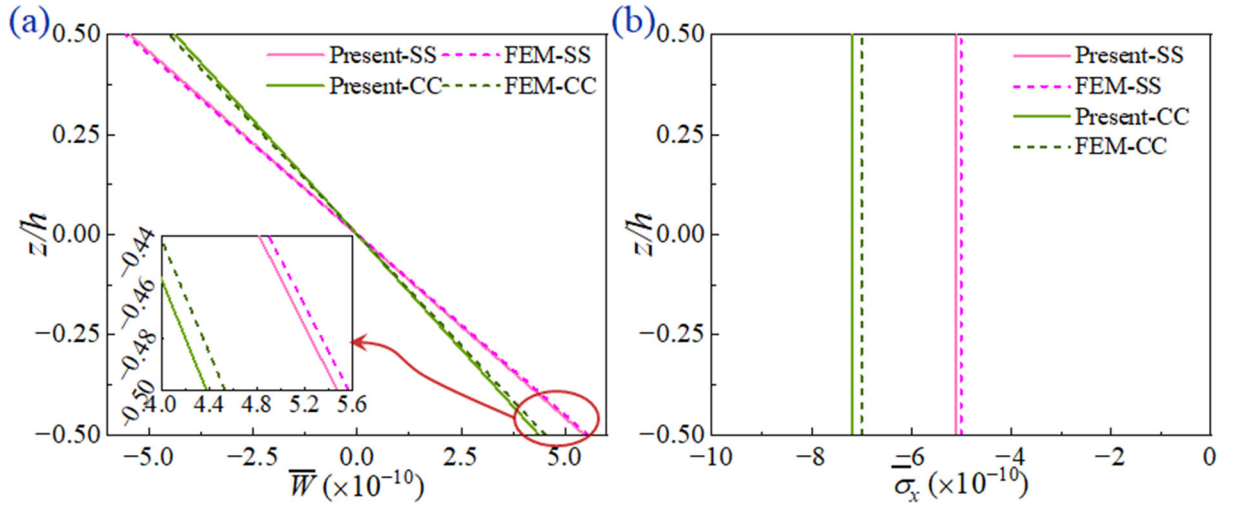 (a)
0.50
0.25
0.00
−0.25
−0.50
z/h
Present-SS FEM-SS
Present-CC FEM-CC
−0.44
−0.46
−0.48
−0.50
4.0 4.4 4.8 5.2 5.6
−5.0 −2.5 0.0 2.5 5.0
W̅ (×10⁻¹⁰)
(b)
0.50
0.25
0.00
−0.25
−0.50
z/h
Present-SS
FEM-SS
Present-CC
FEM-CC
−10 −8 −6 −4 −2 0
σ̅ₓ (×10⁻¹⁰)